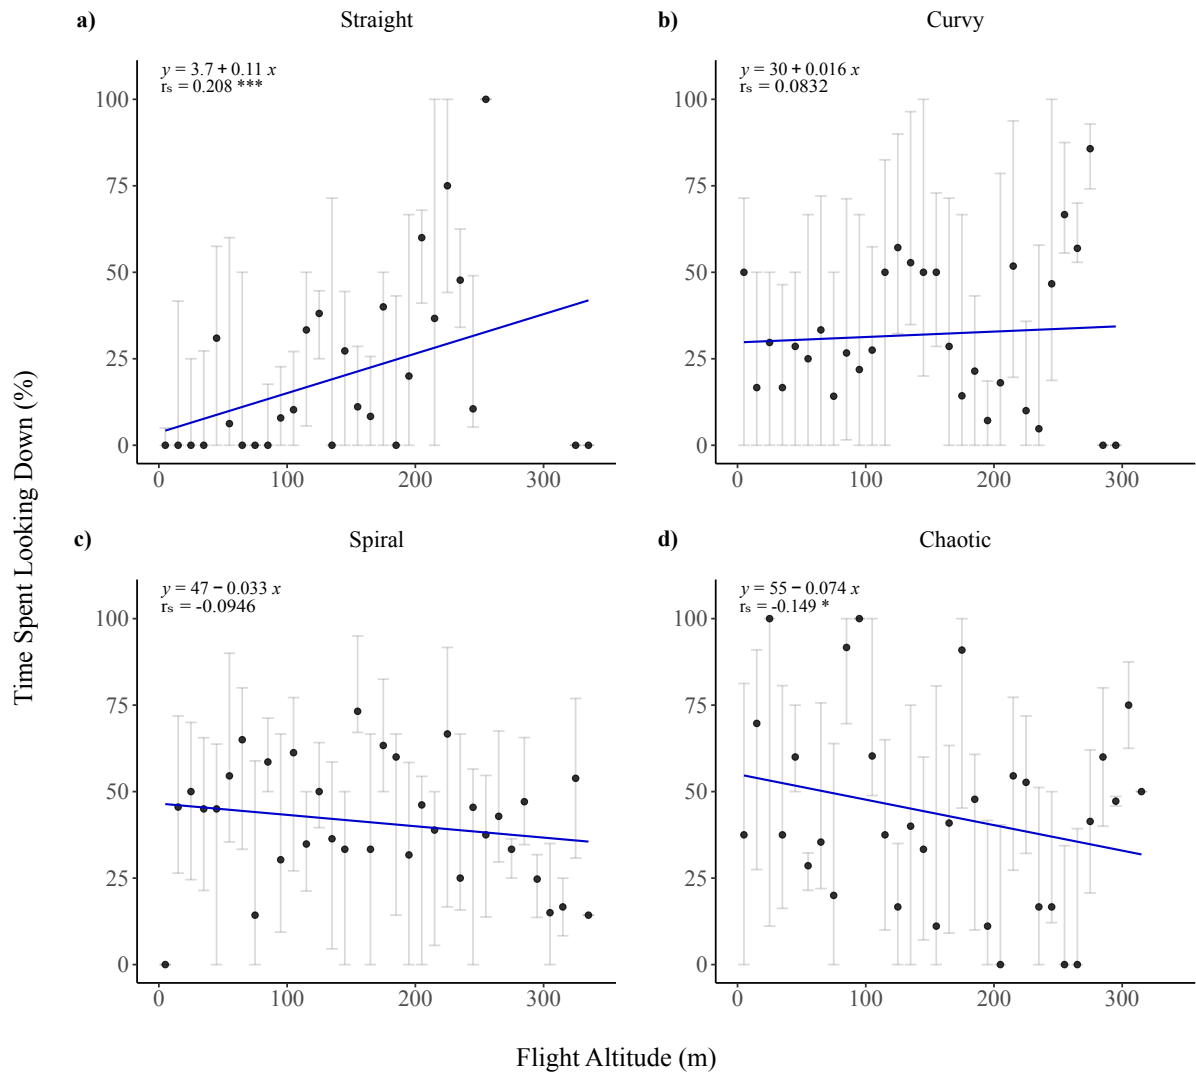 a)
Straight
y = 3.7 + 0.11 x
rₛ = 0.208 ***
100
75
50
25
0
0 100 200 300
b)
Curvy
y = 30 + 0.016 x
rₛ = 0.0832
100
75
50
25
0
0 100 200 300
Time Spent Looking Down (%)
c)
Spiral
y = 47 − 0.033 x
rₛ = -0.0946
100
75
50
25
0
0 100 200 300
d)
Chaotic
y = 55 − 0.074 x
rₛ = -0.149 *
100
75
50
25
0
0 100 200 300
Flight Altitude (m)